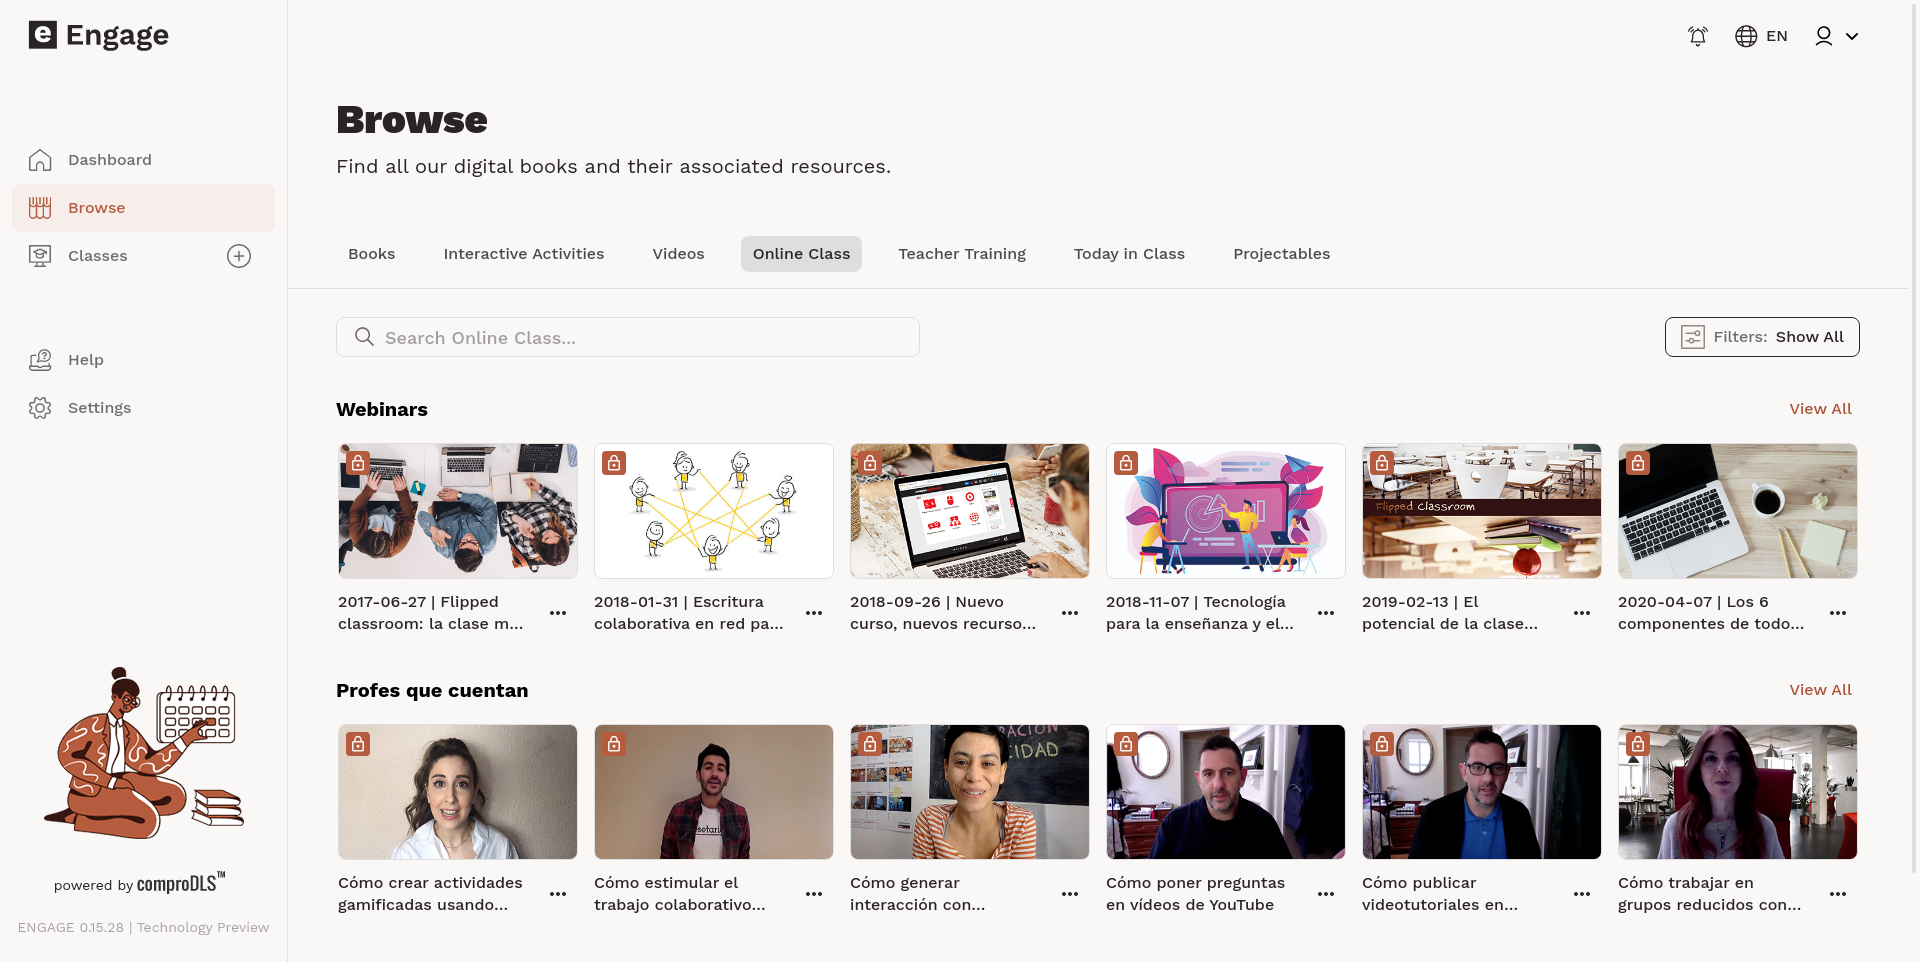 e Engage
EN
Dashboard
Browse
Classes
Help
Settings
powered by comproDLS™
ENGAGE 0.15.28 | Technology Preview
Browse
Find all our digital books and their associated resources.
Books
Interactive Activities
Videos
Online Class
Teacher Training
Today in Class
Projectables
Search Online Class...
Filters: Show All
Webinars
View All
Flipped Classroom
2017-06-27 | Flipped
classroom: la clase m...
2018-01-31 | Escritura
colaborativa en red pa...
2018-09-26 | Nuevo
curso, nuevos recurso...
2018-11-07 | Tecnología
para la enseñanza y el...
2019-02-13 | El
potencial de la clase...
2020-04-07 | Los 6
componentes de todo...
Profes que cuentan
View All
setari
RACIÓN
CIDAD
Cómo crear actividades
gamificadas usando...
Cómo estimular el
trabajo colaborativo...
Cómo generar
interacción con...
Cómo poner preguntas
en vídeos de YouTube
Cómo publicar
videotutoriales en...
Cómo trabajar en
grupos reducidos con...